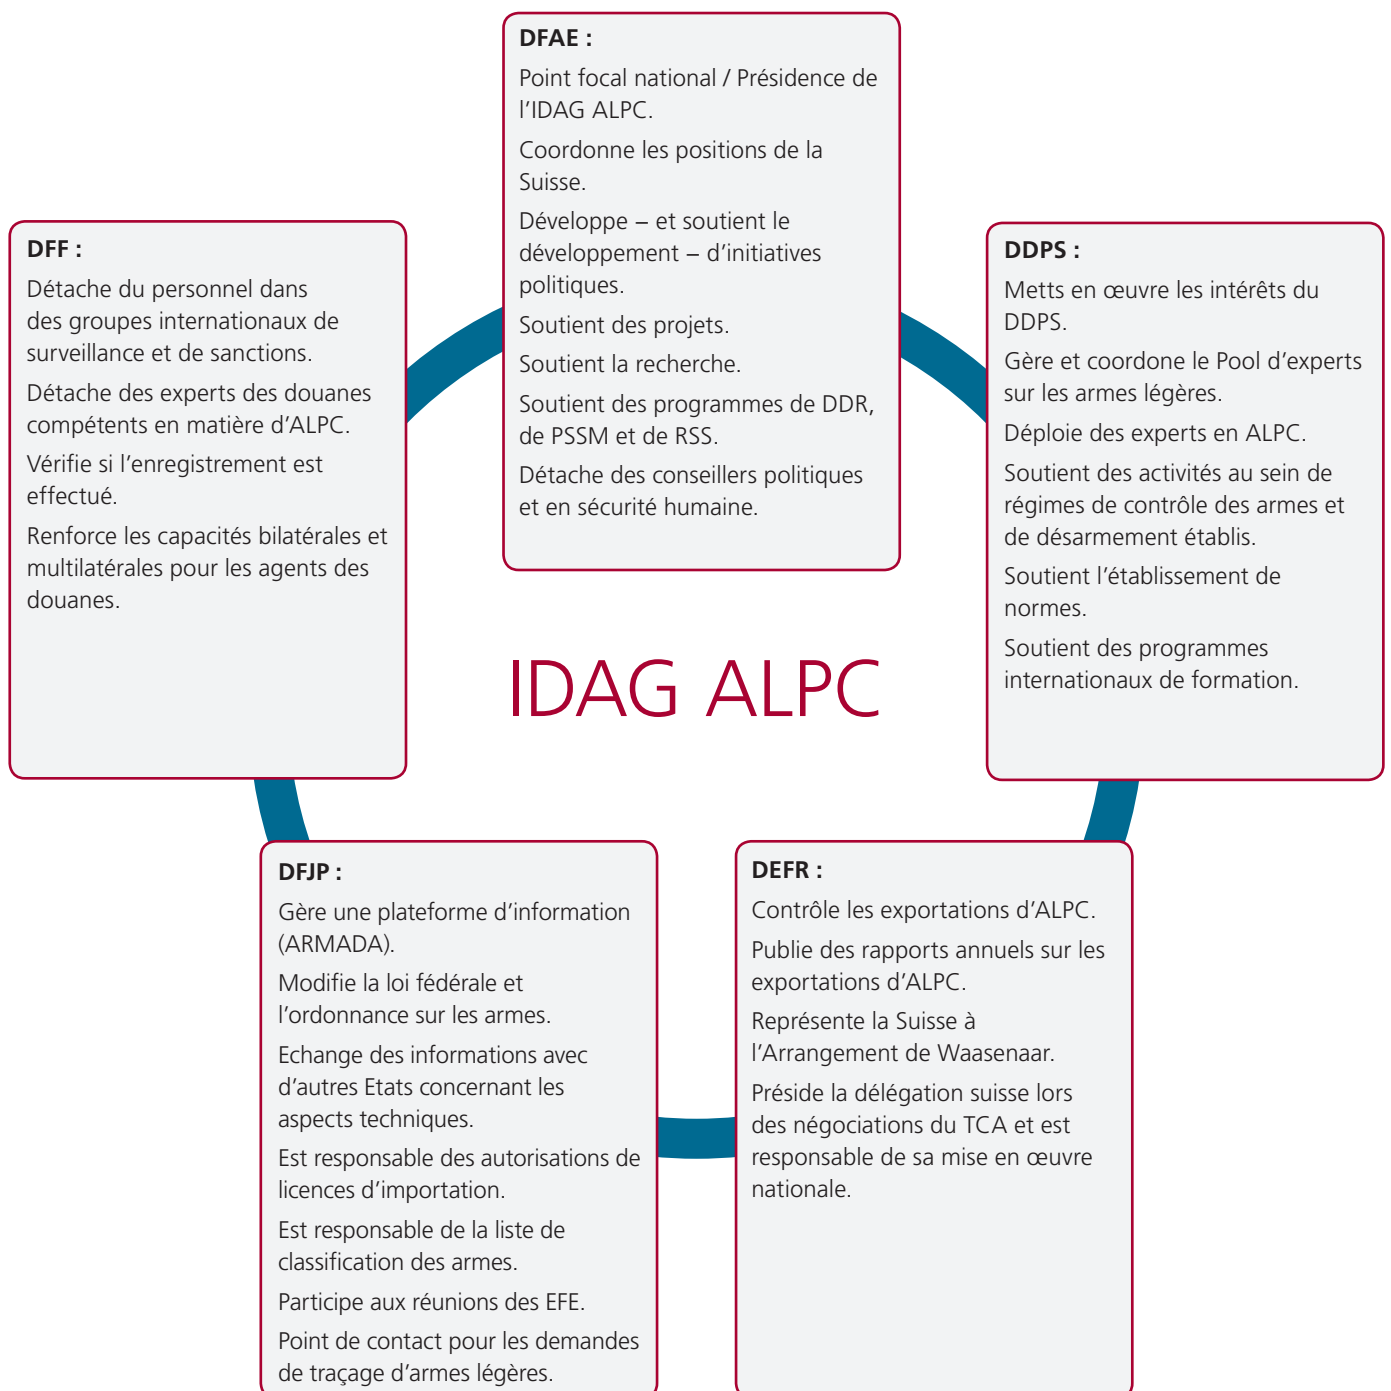 DFAE :
Point focal national / Présidence de
l’IDAG ALPC.
Coordonne les positions de la
Suisse.
Développe – et soutient le
développement – d’initiatives
politiques.
Soutient des projets.
Soutient la recherche.
Soutient des programmes de DDR,
de PSSM et de RSS.
Détache des conseillers politiques
et en sécurité humaine.
DFF :
Détache du personnel dans
des groupes internationaux de
surveillance et de sanctions.
Détache des experts des douanes
compétents en matière d’ALPC.
Vérifie si l’enregistrement est
effectué.
Renforce les capacités bilatérales et
multilatérales pour les agents des
douanes.
DDPS :
Metts en œuvre les intérêts du
DDPS.
Gère et coordone le Pool d’experts
sur les armes légères.
Déploie des experts en ALPC.
Soutient des activités au sein de
régimes de contrôle des armes et
de désarmement établis.
Soutient l’établissement de
normes.
Soutient des programmes
internationaux de formation.
IDAG ALPC
DFJP :
Gère une plateforme d’information
(ARMADA).
Modifie la loi fédérale et
l’ordonnance sur les armes.
Echange des informations avec
d’autres Etats concernant les
aspects techniques.
Est responsable des autorisations de
licences d’importation.
Est responsable de la liste de
classification des armes.
Participe aux réunions des EFE.
Point de contact pour les demandes
de traçage d’armes légères.
DEFR :
Contrôle les exportations d’ALPC.
Publie des rapports annuels sur les
exportations d’ALPC.
Représente la Suisse à
l’Arrangement de Waasenaar.
Préside la délégation suisse lors
des négociations du TCA et est
responsable de sa mise en œuvre
nationale.